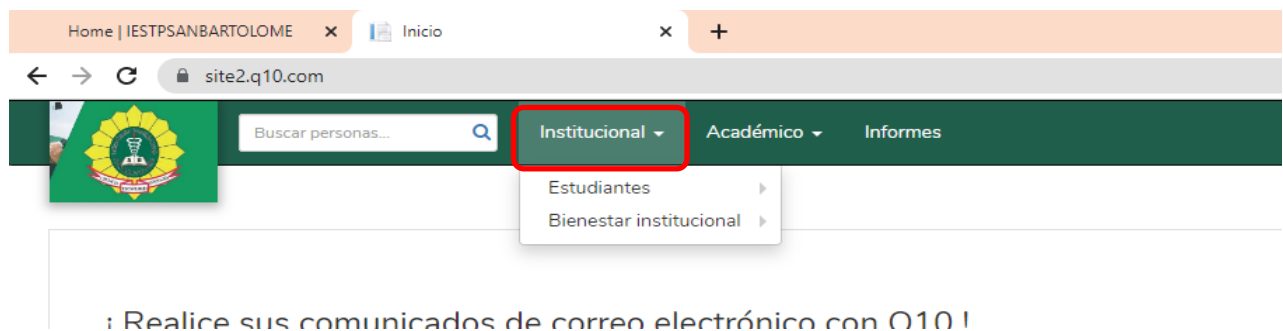 Home | IESTPSANBARTOLOME
Inicio
site2.q10.com
Buscar personas...
Institucional
Académico
Informes
Estudiantes
Bienestar institucional
¡ Realice sus comunicados de correo electrónico con Q10 !